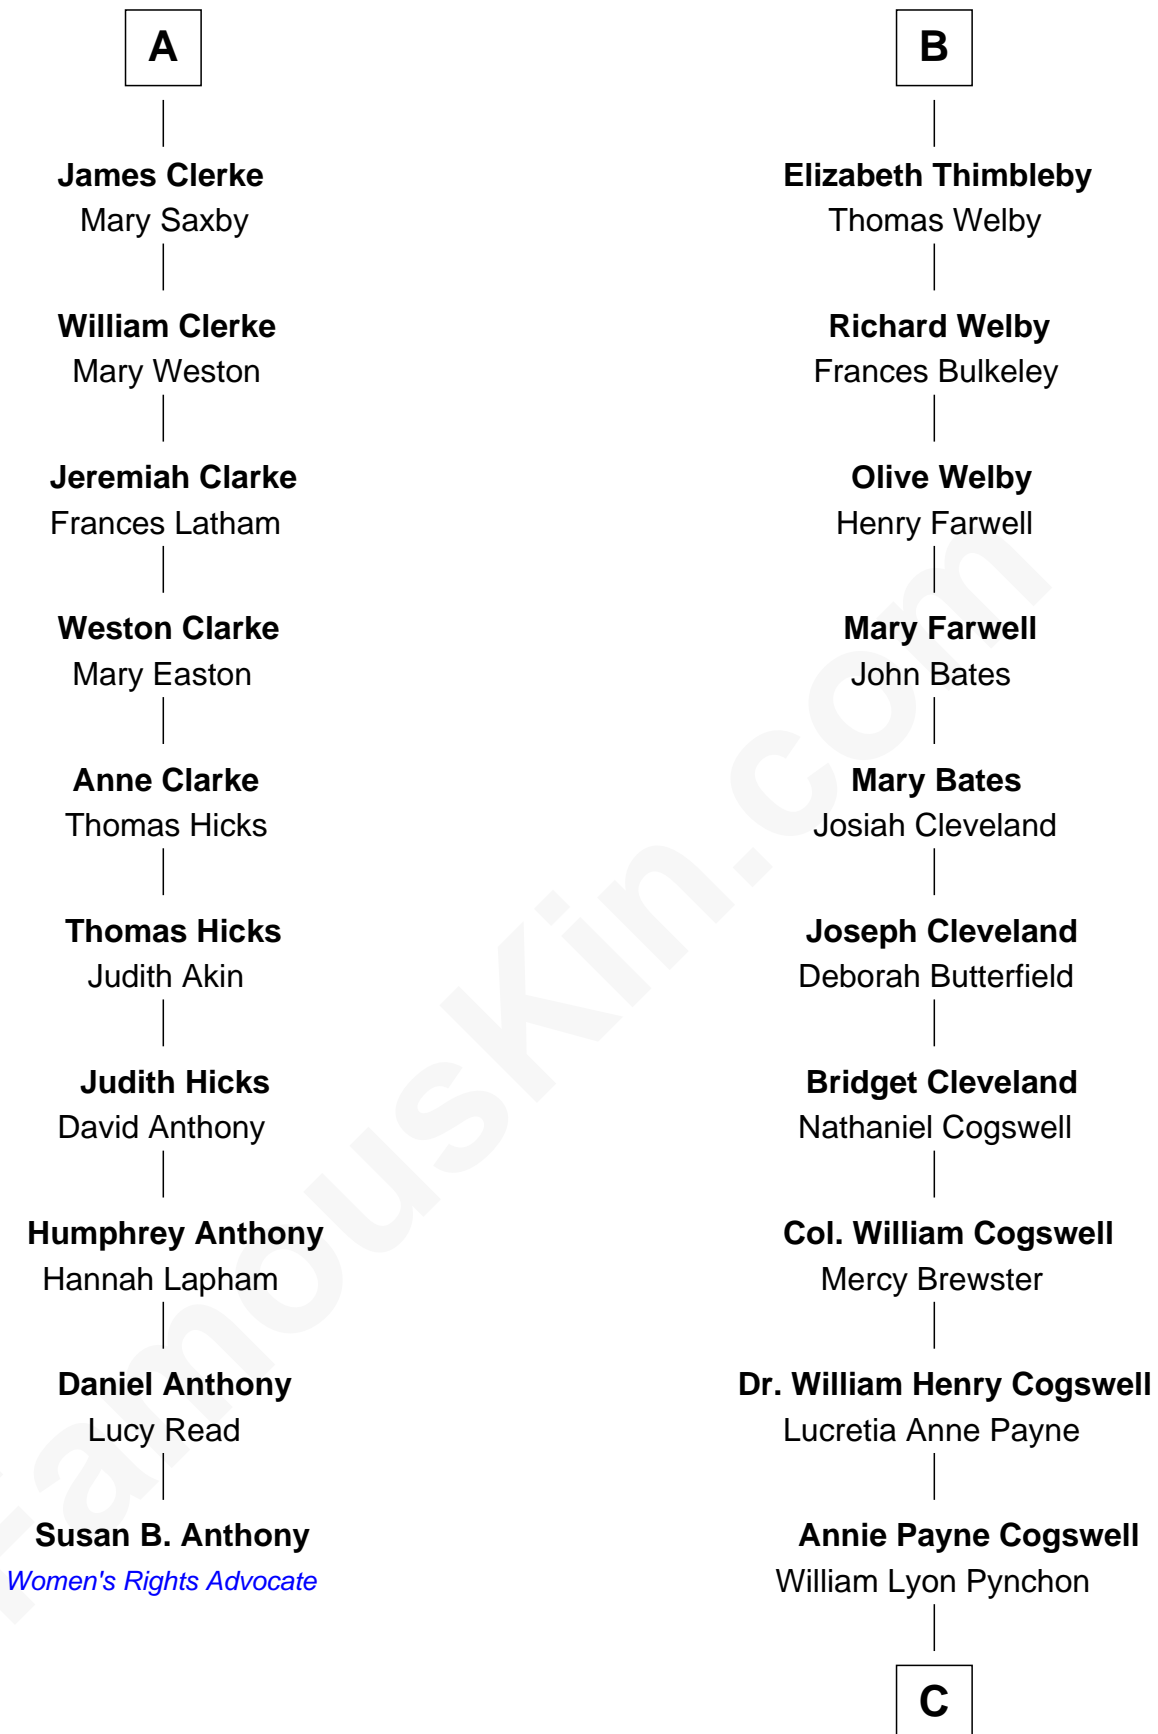 A
James Clerke
Mary Saxby
William Clerke
Mary Weston
Jeremiah Clarke
Frances Latham
Weston Clarke
Mary Easton
Anne Clarke
Thomas Hicks
Thomas Hicks
Judith Akin
Judith Hicks
David Anthony
Humphrey Anthony
Hannah Lapham
Daniel Anthony
Lucy Read
Susan B. Anthony
Women's Rights Advocate
B
Elizabeth Thimbleby
Thomas Welby
Richard Welby
Frances Bulkeley
Olive Welby
Henry Farwell
Mary Farwell
John Bates
Mary Bates
Josiah Cleveland
Joseph Cleveland
Deborah Butterfield
Bridget Cleveland
Nathaniel Cogswell
Col. William Cogswell
Mercy Brewster
Dr. William Henry Cogswell
Lucretia Anne Payne
Annie Payne Cogswell
William Lyon Pynchon
C
FamousKin.com